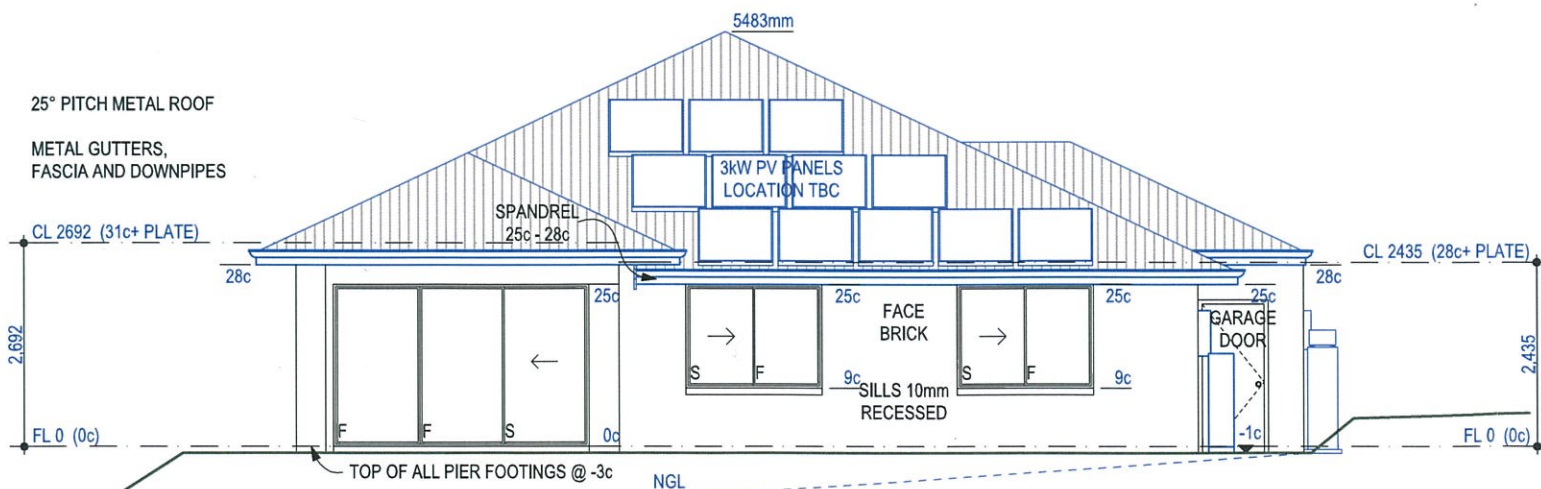 5483mm
25° PITCH METAL ROOF
METAL GUTTERS,
FASCIA AND DOWNPIPES
3kW PV PANELS
LOCATION TBC
SPANDREL
25c - 28c
CL 2692 (31c+ PLATE)
CL 2435 (28c+ PLATE)
28c
28c
25c
25c
25c
25c
FACE
BRICK
GARAGE
DOOR
2,692
2,435
S
F
S
F
9c
9c
SILLS 10mm
RECESSED
F
F
S
0c
-1c
FL 0 (0c)
FL 0 (0c)
TOP OF ALL PIER FOOTINGS @ -3c
NGL